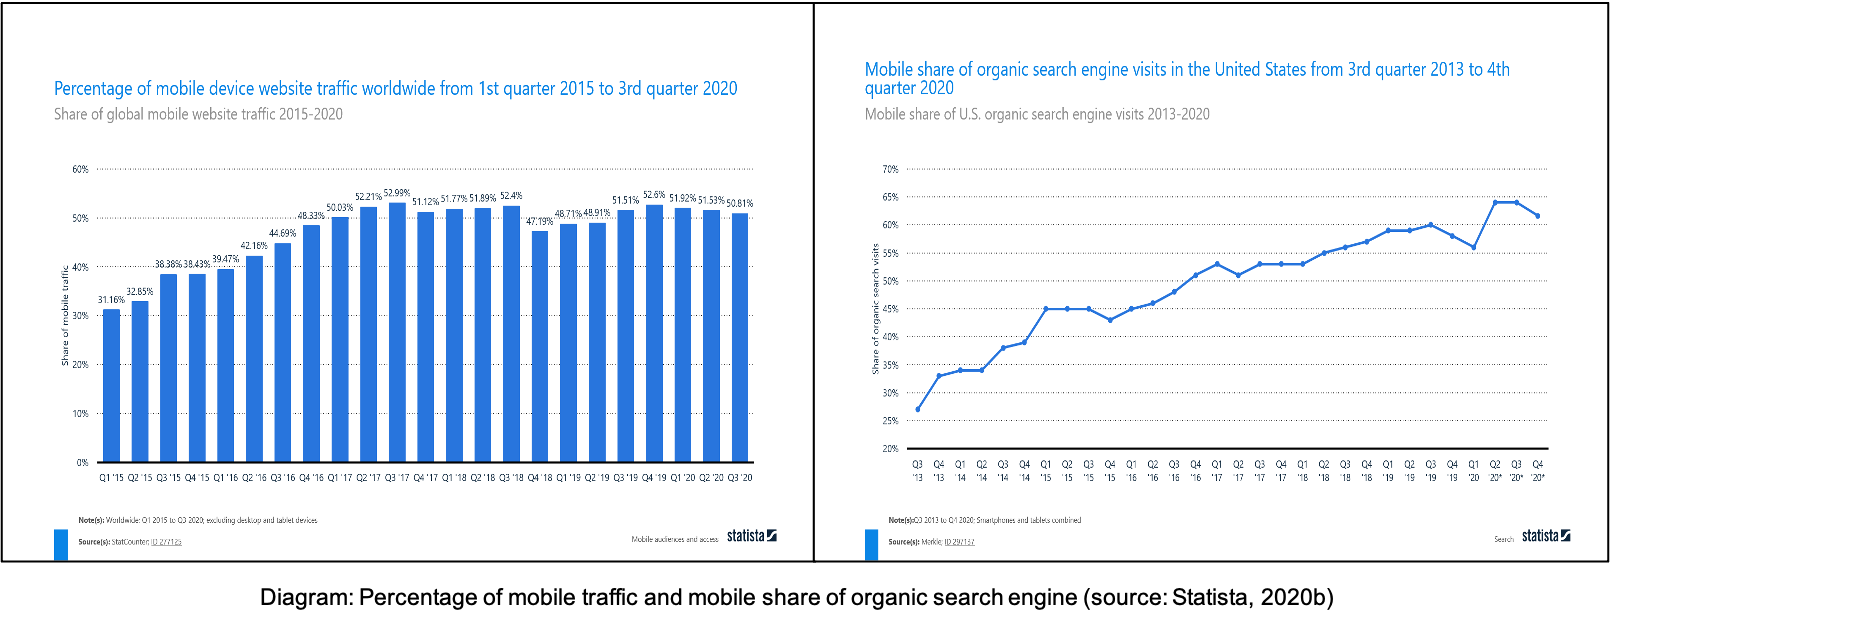 Percentage of mobile device website traffic worldwide from 1st quarter 2015 to 3rd quarter 2020
Share of global mobile website traffic 2015-2020
Share of mobile traffic
60%
50%
40%
30%
20%
10%
0%
31.16% 32.85% 38.38% 38.43% 39.47% 42.16% 44.69% 48.33% 50.03% 52.21% 52.99% 51.12% 51.77% 51.89% 52.4% 47.19% 48.71% 48.91% 51.51% 52.6% 51.92% 51.53% 50.81%
Q1 '15 Q2 '15 Q3 '15 Q4 '15 Q1 '16 Q2 '16 Q3 '16 Q4 '16 Q1 '17 Q2 '17 Q3 '17 Q4 '17 Q1 '18 Q2 '18 Q3 '18 Q4 '18 Q1 '19 Q2 '19 Q3 '19 Q4 '19 Q1 '20 Q2 '20 Q3 '20
Note(s): Worldwide; Q1 2015 to Q3 2020; excluding desktop and tablet devices
Source(s): StatCounter; ID 277125
Mobile audiences and access statista
Mobile share of organic search engine visits in the United States from 3rd quarter 2013 to 4th
quarter 2020
Mobile share of U.S. organic search engine visits 2013-2020
Share of organic search visits
70%
65%
60%
55%
50%
45%
40%
35%
30%
25%
20%
Q3 Q4 Q1 Q2 Q3 Q4 Q1 Q2 Q3 Q4 Q1 Q2 Q3 Q4 Q1 Q2 Q3 Q4 Q1 Q2 Q3 Q4 Q1 Q2 Q3 Q4 Q1 Q2 Q3 Q4
'13 '13 '14 '14 '14 '14 '15 '15 '15 '15 '16 '16 '16 '16 '17 '17 '17 '17 '18 '18 '18 '18 '19 '19 '19 '19 '20 '20* '20* '20*
Note(s):Q3 2013 to Q4 2020; Smartphones and tablets combined
Source(s): Merkle; ID 297137
Search statista
Diagram: Percentage of mobile traffic and mobile share of organic search engine (source: Statista, 2020b)